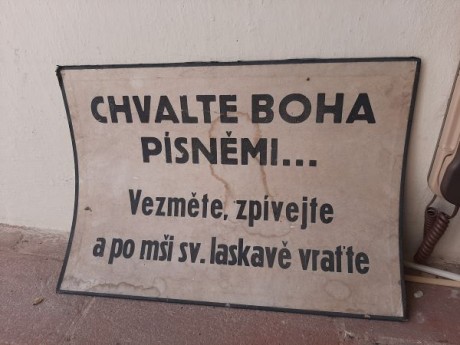 CHVALTE BOHA
PÍSNĚMI...
Vezměte, zpívejte
a po mši sv. laskavě vraťte